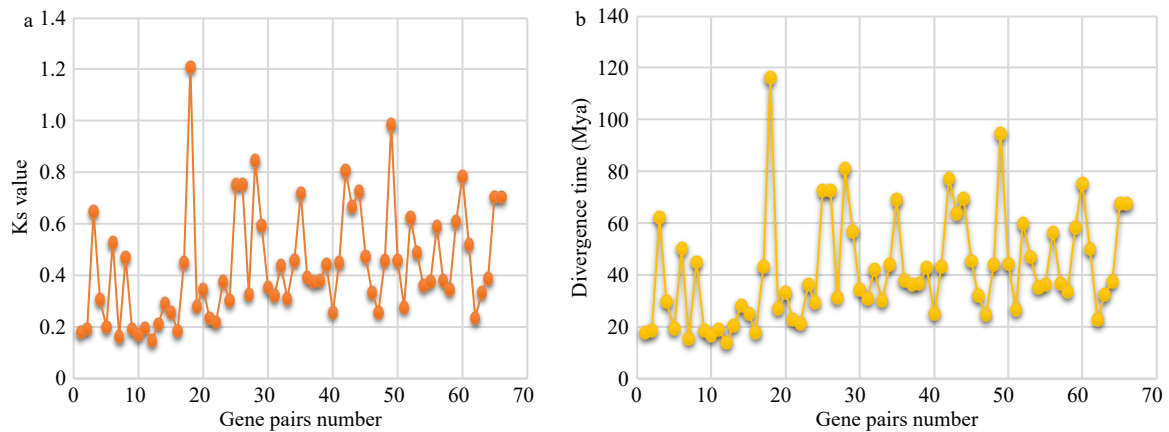 a
1.4
1.2
1.0
0.8
0.6
0.4
0.2
0
Ks value
0 10 20 30 40 50 60 70
Gene pairs number
b
140
120
100
80
60
40
20
0
Divergence time (Mya)
0 10 20 30 40 50 60 70
Gene pairs number